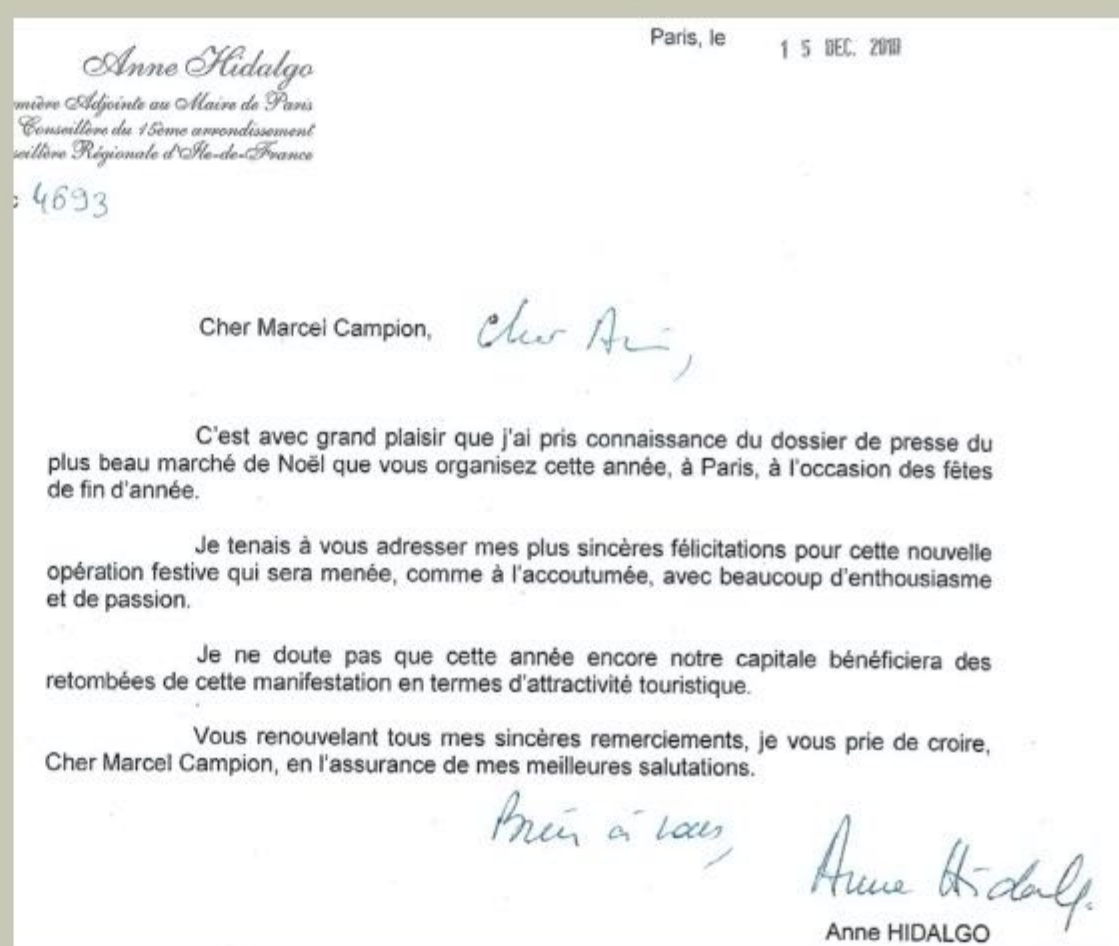 Paris, le 15 DEC. 2010
Anne Hidalgo
mière Adjointe au Maire de Paris
Conseillère du 15ème arrondissement
seillère Régionale d'Ile-de-France
: 4693
Cher Marcel Campion, Cher Ami,
C'est avec grand plaisir que j'ai pris connaissance du dossier de presse du
plus beau marché de Noël que vous organisez cette année, à Paris, à l'occasion des fêtes
de fin d'année.
Je tenais à vous adresser mes plus sincères félicitations pour cette nouvelle
opération festive qui sera menée, comme à l'accoutumée, avec beaucoup d'enthousiasme
et de passion.
Je ne doute pas que cette année encore notre capitale bénéficiera des
retombées de cette manifestation en termes d'attractivité touristique.
Vous renouvelant tous mes sincères remerciements, je vous prie de croire,
Cher Marcel Campion, en l'assurance de mes meilleures salutations.
Bien à vous,
Anne Hidalgo
Anne HIDALGO